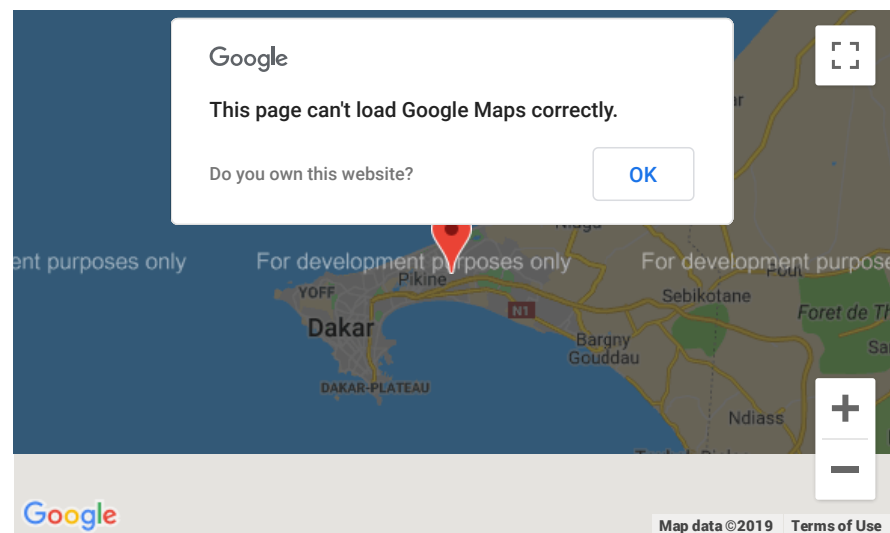 Google
This page can't load Google Maps correctly.
Do you own this website?
OK
ent purposes only
For development purposes only
For development purpose
Pikine
YOFF
Pout
Sebikotane
N1
Foret de Th
Dakar
Bargny
Gouddau
Sa
DAKAR-PLATEAU
Ndiass
Google
Map data ©2019
Terms of Use